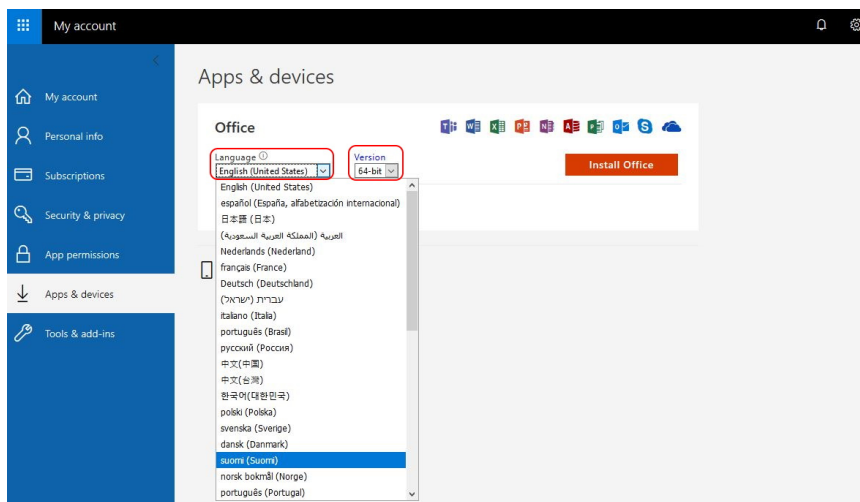 My account
Apps & devices
My account
Personal info
Subscriptions
Security & privacy
App permissions
Apps & devices
Tools & add-ins
Office
Language
Version
English (United States)
64-bit
Install Office
English (United States)
español (España, alfabetización internacional)
日本語 (日本)
العربية (المملكة العربية السعودية)
Nederlands (Nederland)
français (France)
Deutsch (Deutschland)
עברית (ישראל)
italiano (Italia)
português (Brasil)
русский (Россия)
中文(中国)
中文(台灣)
한국어(대한민국)
polski (Polska)
svenska (Sverige)
dansk (Danmark)
suomi (Suomi)
norsk bokmål (Norge)
português (Portugal)